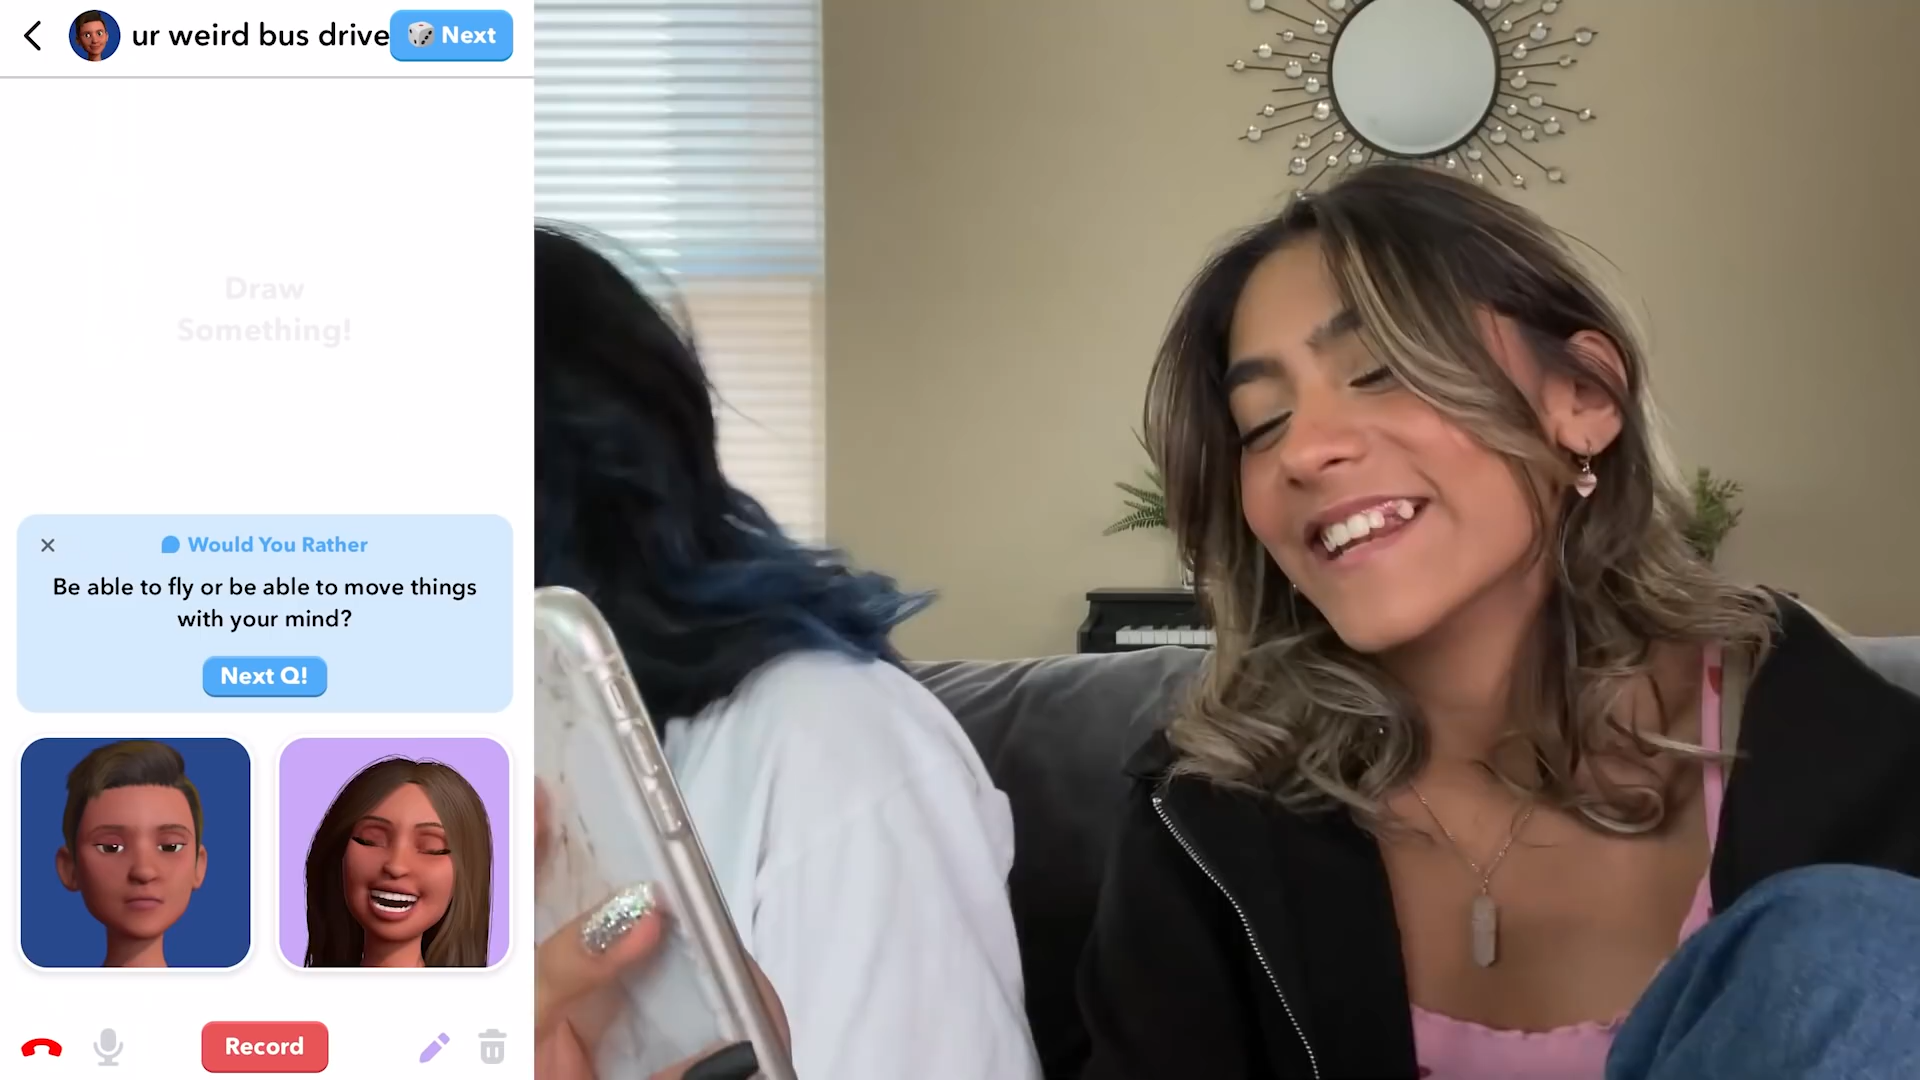 ur weird bus drive
Next
Draw
Something!
Would You Rather
Be able to fly or be able to move things
with your mind?
Next Q!
Record